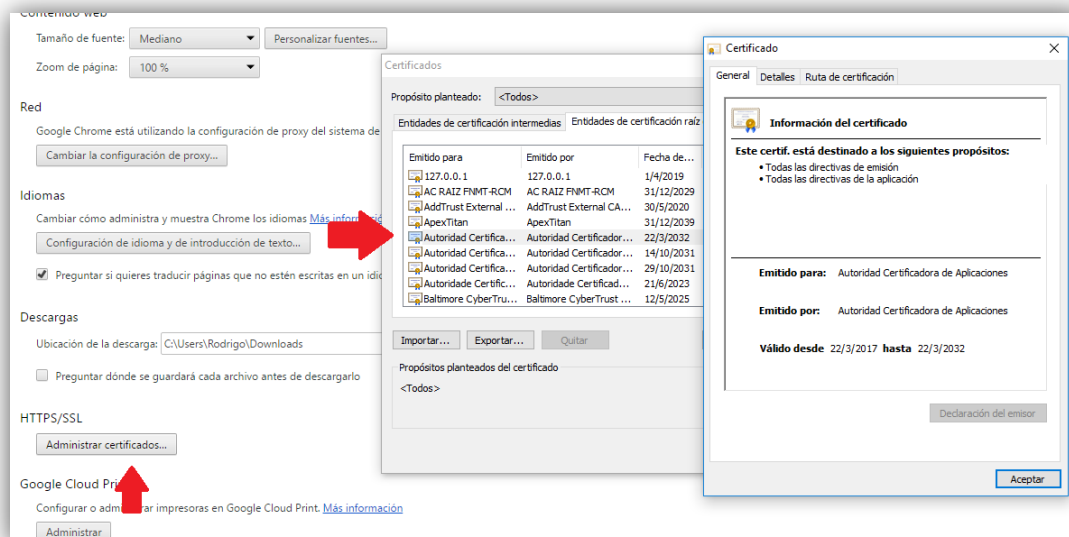 Contenido web
Tamaño de fuente: Mediano Personalizar fuentes...
Zoom de página: 100 %
Red
Google Chrome está utilizando la configuración de proxy del sistema de
Cambiar la configuración de proxy...
Idiomas
Cambiar cómo administra y muestra Chrome los idiomas Más información
Configuración de idioma y de introducción de texto...
Preguntar si quieres traducir páginas que no estén escritas en un idio
Descargas
Ubicación de la descarga: C:\Users\Rodrigo\Downloads
Preguntar dónde se guardará cada archivo antes de descargarlo
HTTPS/SSL
Administrar certificados...
Google Cloud Print
Configurar o administrar impresoras en Google Cloud Print. Más información
Administrar
Certificados
Propósito planteado: <Todos>
Entidades de certificación intermedias Entidades de certificación raíz
Emitido para Emitido por Fecha de...
127.0.0.1 127.0.0.1 1/4/2019
AC RAIZ FNMT-RCM AC RAIZ FNMT-RCM 31/12/2029
AddTrust External ... AddTrust External CA... 30/5/2020
ApexTitan ApexTitan 31/12/2039
Autoridad Certifica... Autoridad Certificador... 22/3/2032
Autoridad Certifica... Autoridad Certificador... 14/10/2031
Autoridad Certifica... Autoridad Certificador... 29/10/2031
Autoridade Certific... Autoridade Certificad... 21/6/2023
Baltimore CyberTru... Baltimore CyberTrust ... 12/5/2025
Importar... Exportar... Quitar
Propósitos planteados del certificado
<Todos>
Certificado
General Detalles Ruta de certificación
Información del certificado
Este certif. está destinado a los siguientes propósitos:
• Todas las directivas de emisión
• Todas las directivas de la aplicación
Emitido para: Autoridad Certificadora de Aplicaciones
Emitido por: Autoridad Certificadora de Aplicaciones
Válido desde 22/3/2017 hasta 22/3/2032
Declaración del emisor
Aceptar